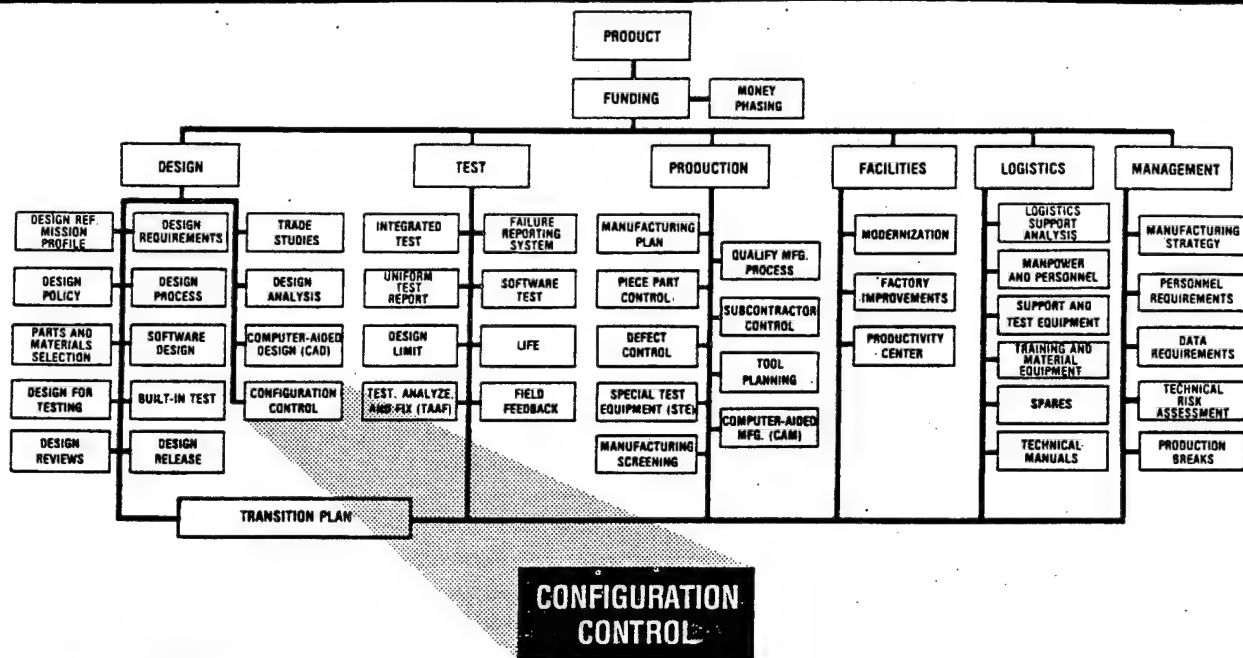 PRODUCT
FUNDING
MONEY
PHASING
DESIGN
TEST
PRODUCTION
FACILITIES
LOGISTICS
MANAGEMENT
DESIGN REF.
MISSION
PROFILE
DESIGN
POLICY
PARTS AND
MATERIALS
SELECTION
DESIGN FOR
TESTING
DESIGN
REVIEWS
DESIGN
REQUIREMENTS
DESIGN
PROCESS
SOFTWARE
DESIGN
BUILT-IN TEST
DESIGN
RELEASE
TRADE
STUDIES
DESIGN
ANALYSIS
COMPUTER-AIDED
DESIGN (CAD)
CONFIGURATION
CONTROL
INTEGRATED
TEST
UNIFORM
TEST
REPORT
DESIGN
LIMIT
TEST, ANALYZE,
AND FIX (TAAF)
FAILURE
REPORTING
SYSTEM
SOFTWARE
TEST
LIFE
FIELD
FEEDBACK
MANUFACTURING
PLAN
PIECE PART
CONTROL
DEFECT
CONTROL
SPECIAL TEST
EQUIPMENT (STE)
MANUFACTURING
SCREENING
QUALIFY MFG.
PROCESS
SUBCONTRACTOR
CONTROL
TOOL
PLANNING
COMPUTER-AIDED
MFG. (CAM)
MODERNIZATION
FACTORY
IMPROVEMENTS
PRODUCTIVITY
CENTER
LOGISTICS
SUPPORT
ANALYSIS
MANPOWER
AND PERSONNEL
SUPPORT AND
TEST EQUIPMENT
TRAINING AND
MATERIAL
EQUIPMENT
SPARES
TECHNICAL
MANUALS
MANUFACTURING
STRATEGY
PERSONNEL
REQUIREMENTS
DATA
REQUIREMENTS
TECHNICAL
RISK
ASSESSMENT
PRODUCTION
BREAKS
TRANSITION PLAN
CONFIGURATION
CONTROL